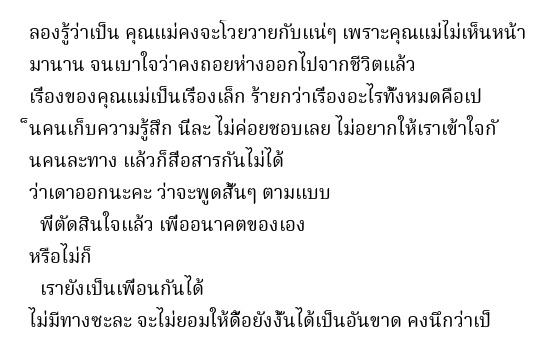 ลองรู้ว่าเป็น คุณแม่คงจะโวยวายกับแน่ๆ เพราะคุณแม่ไม่เห็นหน้า
มานาน จนเบาใจว่าคงถอยห่างออกไปจากชีวิตแล้ว
เรื่องของคุณแม่เป็นเรื่องเล็ก ร้ายกว่าเรื่องอะไรทั้งหมดคือเป
็นคนเก็บความรู้สึก นี่ละ ไม่ค่อยชอบเลย ไม่อยากให้เราเข้าใจกั
นคนละทาง แล้วก็สื่อสารกันไม่ได้
ว่าเดาออกนะคะ ว่าจะพูดสั้นๆ ตามแบบ
พี่ตัดสินใจแล้ว เพื่ออนาคตของเอง
หรือไม่ก็
เรายังเป็นเพื่อนกันได้
ไม่มีทางซะละ จะไม่ยอมให้ดื้อยังงั้นได้เป็นอันขาด คงนึกว่าเป็